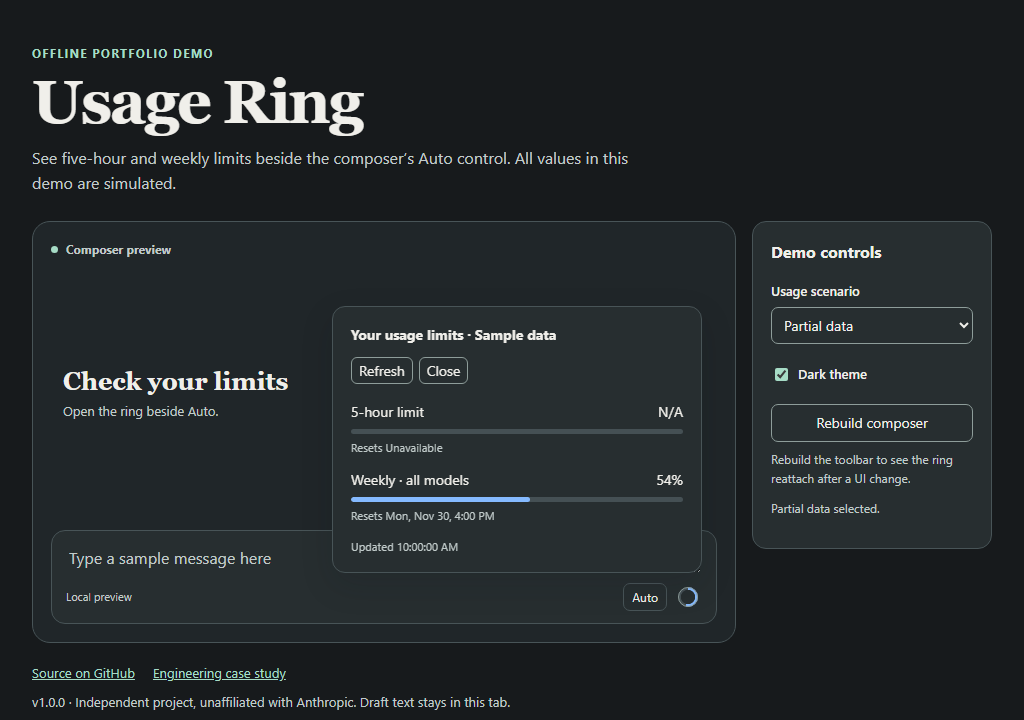 OFFLINE PORTFOLIO DEMO
Usage Ring
See five-hour and weekly limits beside the composer’s Auto control. All values in this
demo are simulated.
Composer preview
Check your limits
Open the ring beside Auto.
Your usage limits · Sample data
Refresh Close
5-hour limit N/A
Resets Unavailable
Weekly · all models 54%
Resets Mon, Nov 30, 4:00 PM
Updated 10:00:00 AM
Type a sample message here
Local preview Auto
Demo controls
Usage scenario
Partial data
Dark theme
Rebuild composer
Rebuild the toolbar to see the ring
reattach after a UI change.
Partial data selected.
Source on GitHub Engineering case study
v1.0.0 · Independent project, unaffiliated with Anthropic. Draft text stays in this tab.